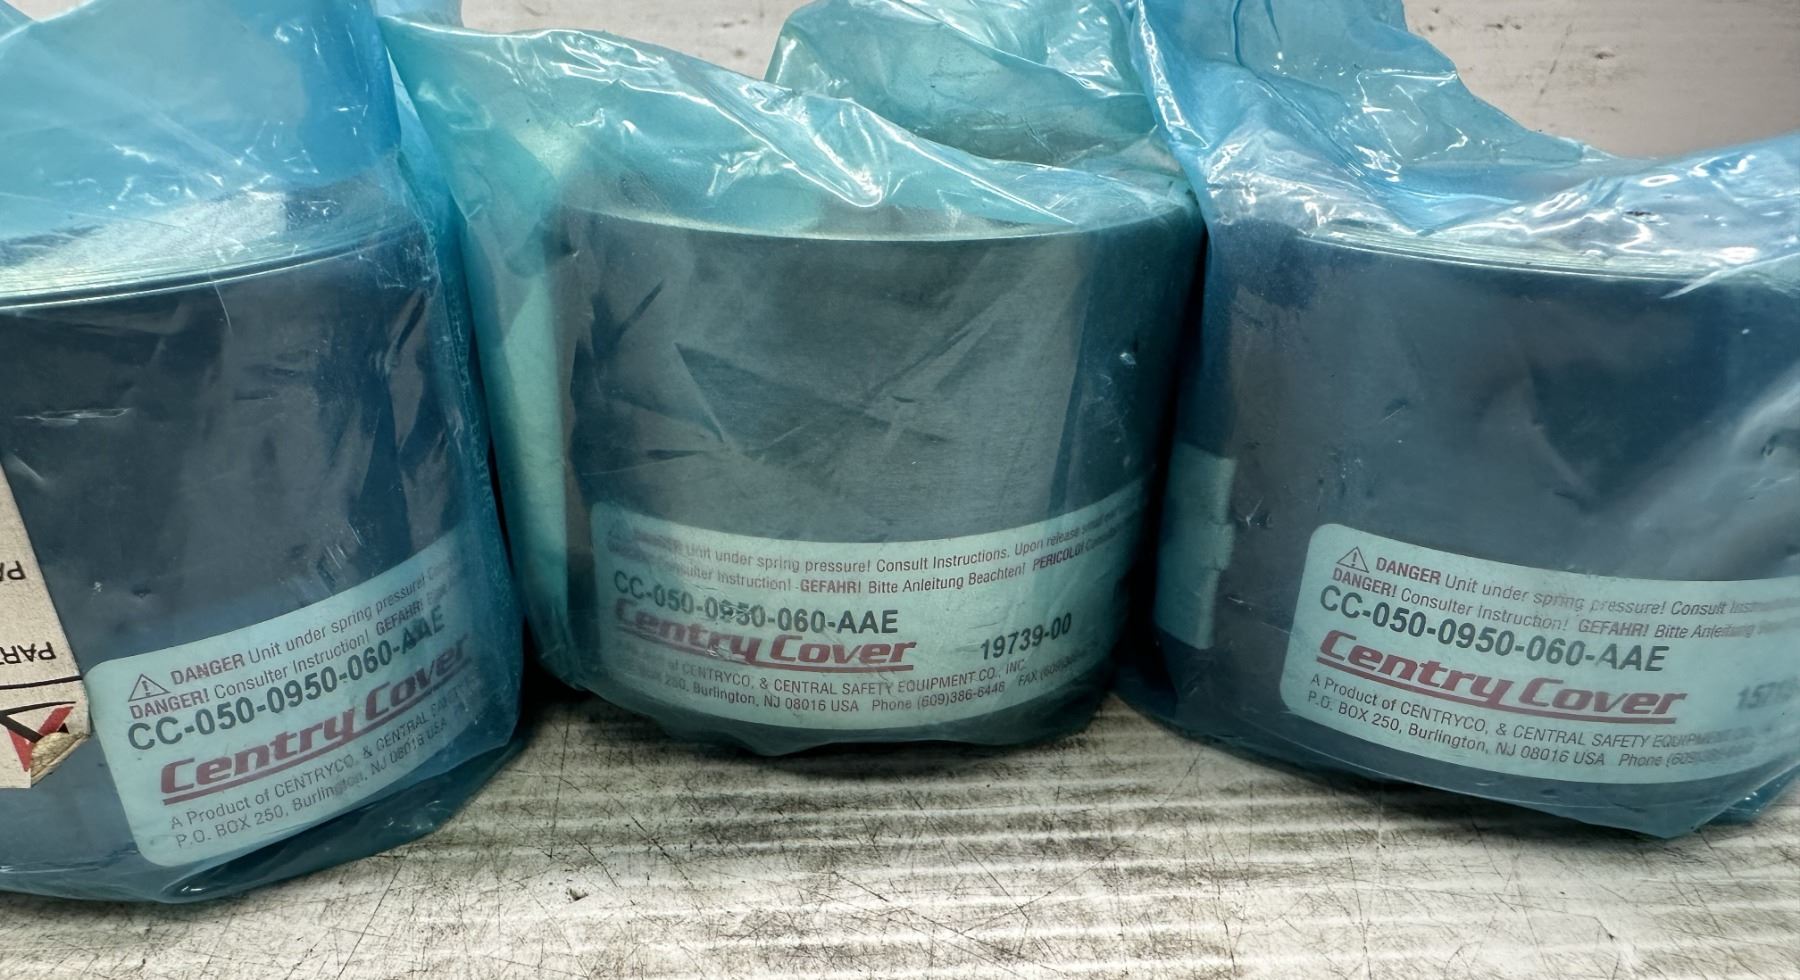 PA
PAR
DANGER Unit under spring pressure!
DANGER! Consulter Instruction! GEFAHR!
CC-050-0950-060-AAE
Centry Cover
A Product of CENTRYCO, & CENTRAL
P.O. BOX 250, Burlington, NJ 08016 USA
Unit under spring pressure! Consult Instructions. Upon release
Instruction! GEFAHR! Bitte Anleitung Beachten! PERICOLO!
CC-050-0950-060-AAE
Centry Cover 19739-00
of CENTRYCO, & CENTRAL SAFETY EQUIPMENT CO., INC.
250, Burlington, NJ 08016 USA Phone (609)386-6448 FAX
DANGER Unit under spring pressure! Consult
DANGER! Consulter Instruction! GEFAHR! Bitte Anleitung
CC-050-0950-060-AAE
Centry Cover
A Product of CENTRYCO, & CENTRAL SAFETY EQUIPMENT
P.O. BOX 250, Burlington, NJ 08016 USA Phone